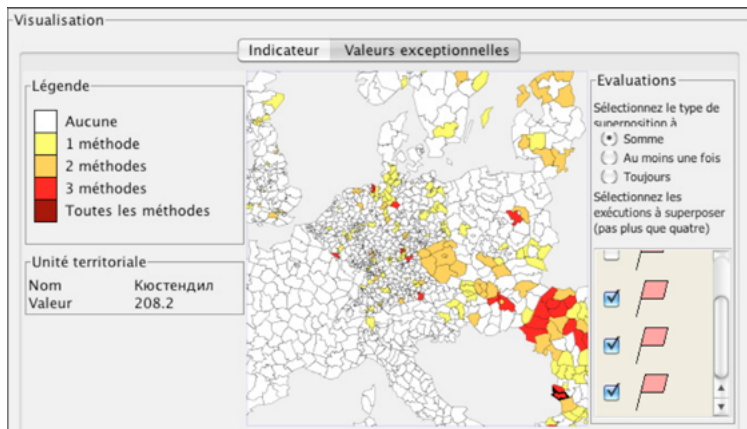 Visualisation
Indicateur
Valeurs exceptionnelles
Légende
Aucune
1 méthode
2 méthodes
3 méthodes
Toutes les méthodes
Unité territoriale
Nom Кюстендил
Valeur 208.2
Evaluations
Sélectionnez le type de
superposition à
Somme
Au moins une fois
Toujours
Sélectionnez les
exécutions à superposer
(pas plus que quatre)